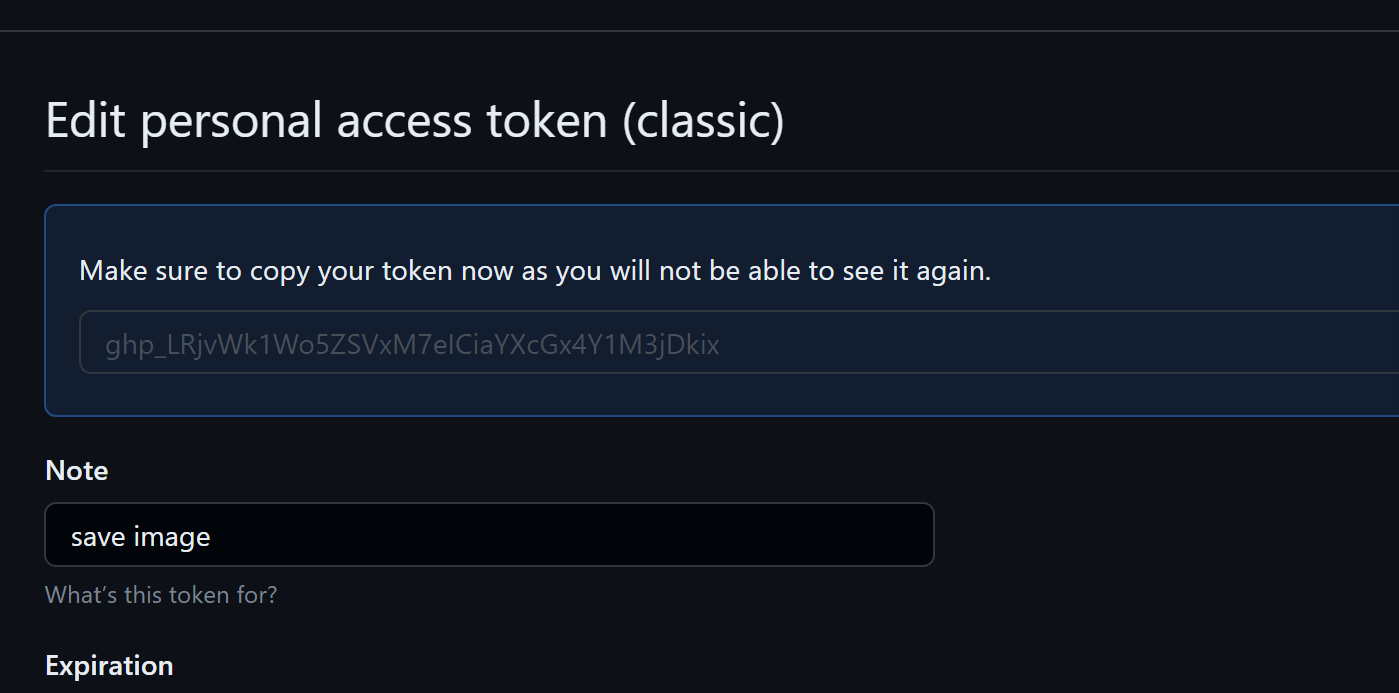 Edit personal access token (classic)
Make sure to copy your token now as you will not be able to see it again.
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
Note
save image
What's this token for?
Expiration